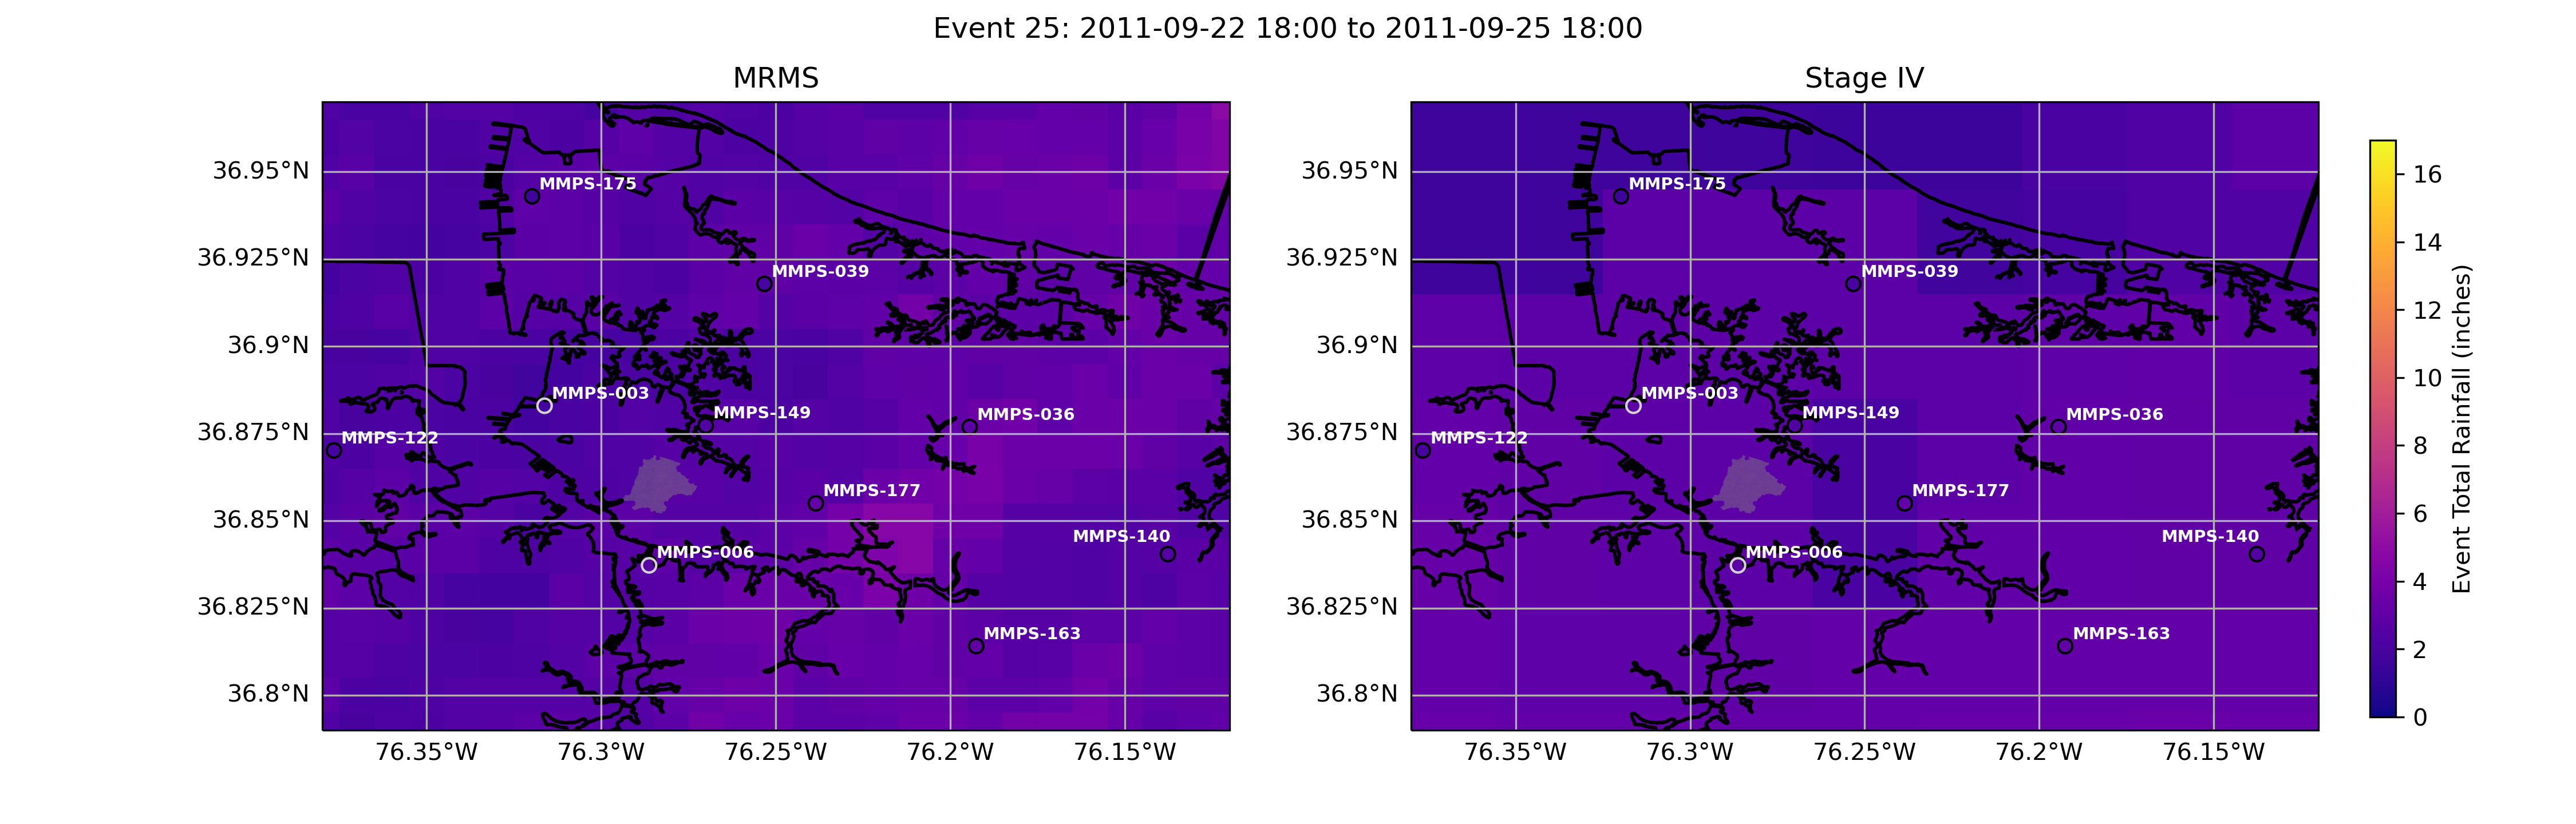 Event 25: 2011-09-22 18:00 to 2011-09-25 18:00
MRMS
36.95°N
36.925°N
36.9°N
36.875°N
36.85°N
36.825°N
36.8°N
MMPS-175
MMPS-039
MMPS-003
MMPS-149
MMPS-036
MMPS-122
MMPS-177
MMPS-140
MMPS-006
MMPS-163
76.35°W 76.3°W 76.25°W 76.2°W 76.15°W
Stage IV
36.95°N
36.925°N
36.9°N
36.875°N
36.85°N
36.825°N
36.8°N
MMPS-175
MMPS-039
MMPS-003
MMPS-149
MMPS-036
MMPS-122
MMPS-177
MMPS-140
MMPS-006
MMPS-163
76.35°W 76.3°W 76.25°W 76.2°W 76.15°W
16
14
12
10
8
6
4
2
0
Event Total Rainfall (inches)